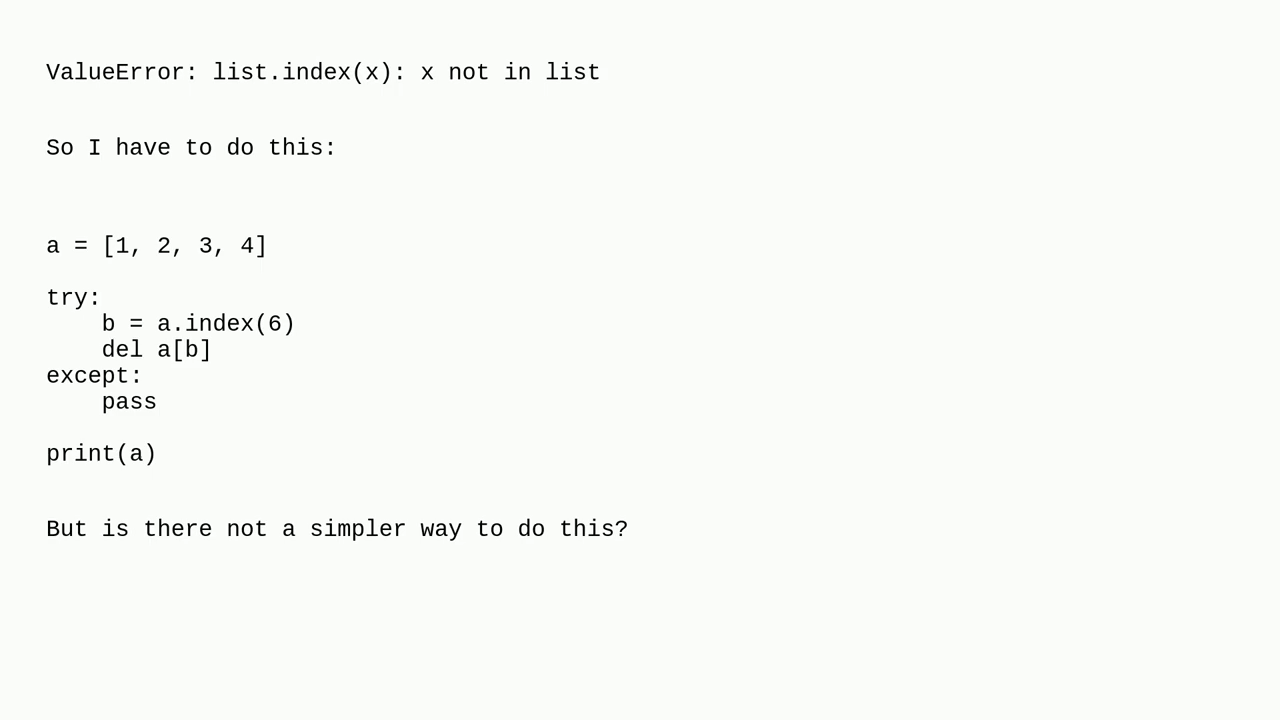 ValueError: list.index(x): x not in list
So I have to do this:
a = [1, 2, 3, 4]
try:
    b = a.index(6)
    del a[b]
except:
    pass
print(a)
But is there not a simpler way to do this?